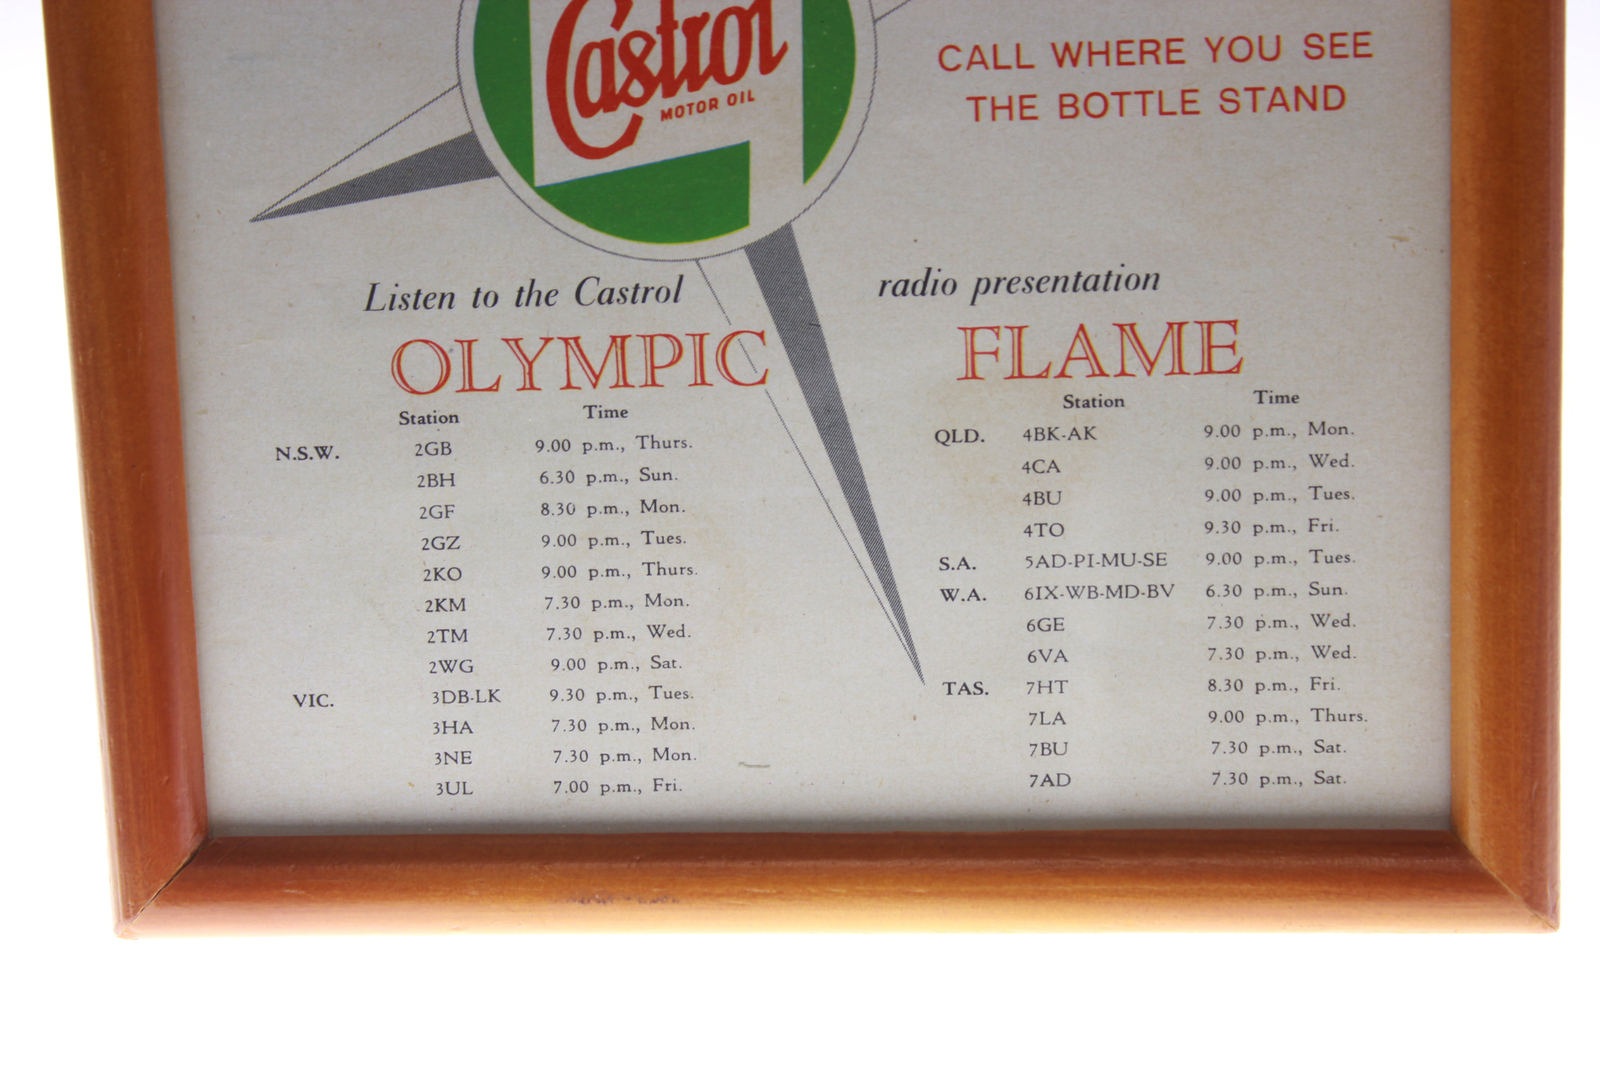 Castrol
MOTOR OIL
CALL WHERE YOU SEE
THE BOTTLE STAND
Listen to the Castrol radio presentation
OLYMPIC FLAME
Station Time
N.S.W. 2GB 9.00 p.m., Thurs.
2BH 6.30 p.m., Sun.
2GF 8.30 p.m., Mon.
2GZ 9.00 p.m., Tues.
2KO 9.00 p.m., Thurs.
2KM 7.30 p.m., Mon.
2TM 7.30 p.m., Wed.
2WG 9.00 p.m., Sat.
VIC. 3DB-LK 9.30 p.m., Tues.
3HA 7.30 p.m., Mon.
3NE 7.30 p.m., Mon.
3UL 7.00 p.m., Fri.
Station Time
QLD. 4BK-AK 9.00 p.m., Mon.
4CA 9.00 p.m., Wed.
4BU 9.00 p.m., Tues.
4TO 9.30 p.m., Fri.
S.A. 5AD-PI-MU-SE 9.00 p.m., Tues.
W.A. 6IX-WB-MD-BV 6.30 p.m., Sun.
6GE 7.30 p.m., Wed.
6VA 7.30 p.m., Wed.
TAS. 7HT 8.30 p.m., Fri.
7LA 9.00 p.m., Thurs.
7BU 7.30 p.m., Sat.
7AD 7.30 p.m., Sat.